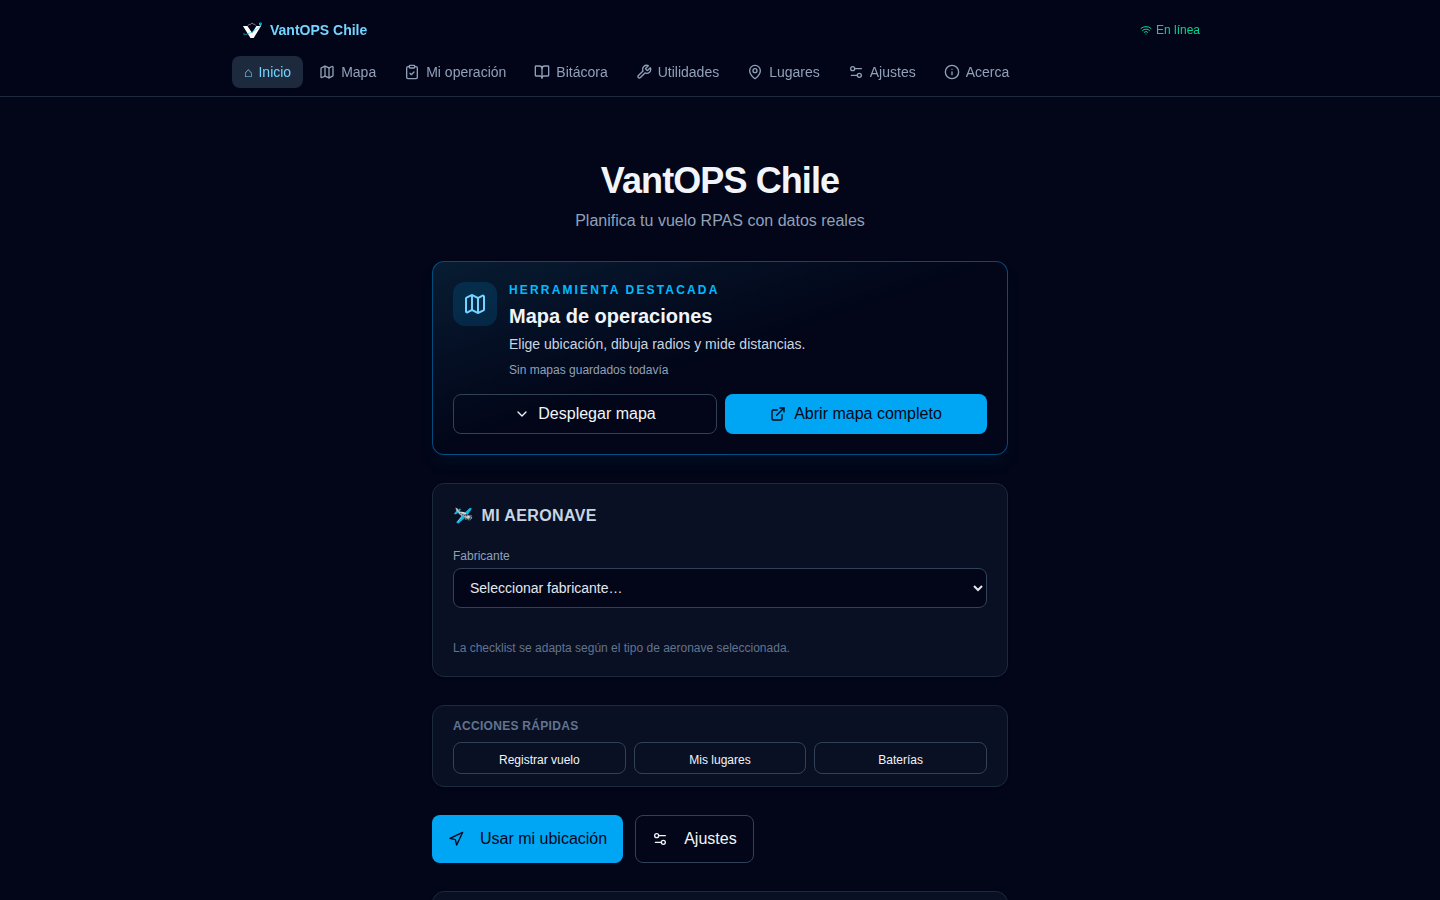 VantOPS Chile
En línea
Inicio
Mapa
Mi operación
Bitácora
Utilidades
Lugares
Ajustes
Acerca
VantOPS Chile
Planifica tu vuelo RPAS con datos reales
HERRAMIENTA DESTACADA
Mapa de operaciones
Elige ubicación, dibuja radios y mide distancias.
Sin mapas guardados todavía
Desplegar mapa
Abrir mapa completo
MI AERONAVE
Fabricante
Seleccionar fabricante…
La checklist se adapta según el tipo de aeronave seleccionada.
ACCIONES RÁPIDAS
Registrar vuelo
Mis lugares
Baterías
Usar mi ubicación
Ajustes